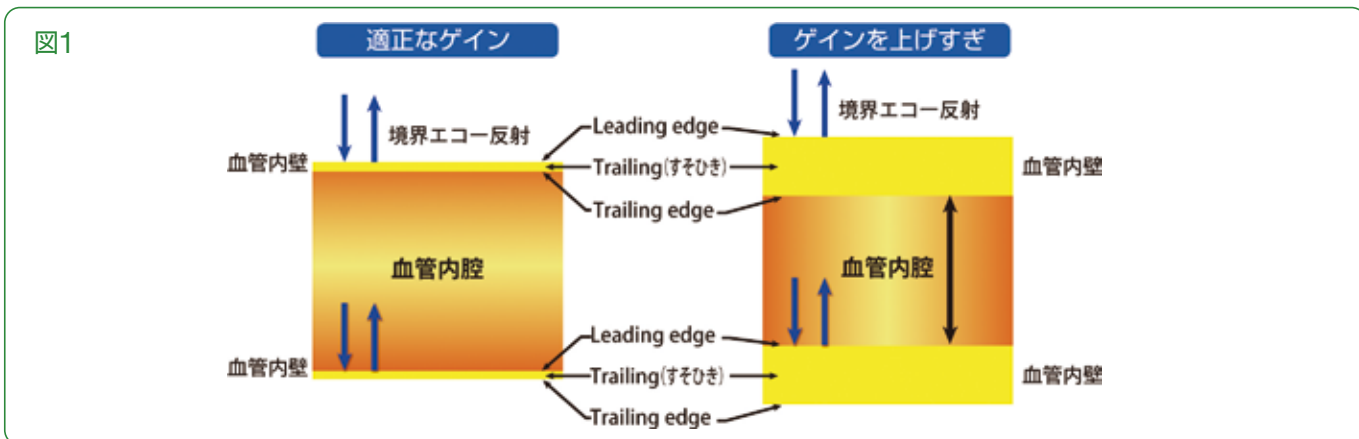 図1
適正なゲイン
ゲインを上げすぎ
境界エコー反射
境界エコー反射
Leading edge
血管内壁
Trailing(すそひき)
血管内壁
Trailing edge
血管内腔
血管内腔
Leading edge
血管内壁
Trailing(すそひき)
血管内壁
Trailing edge